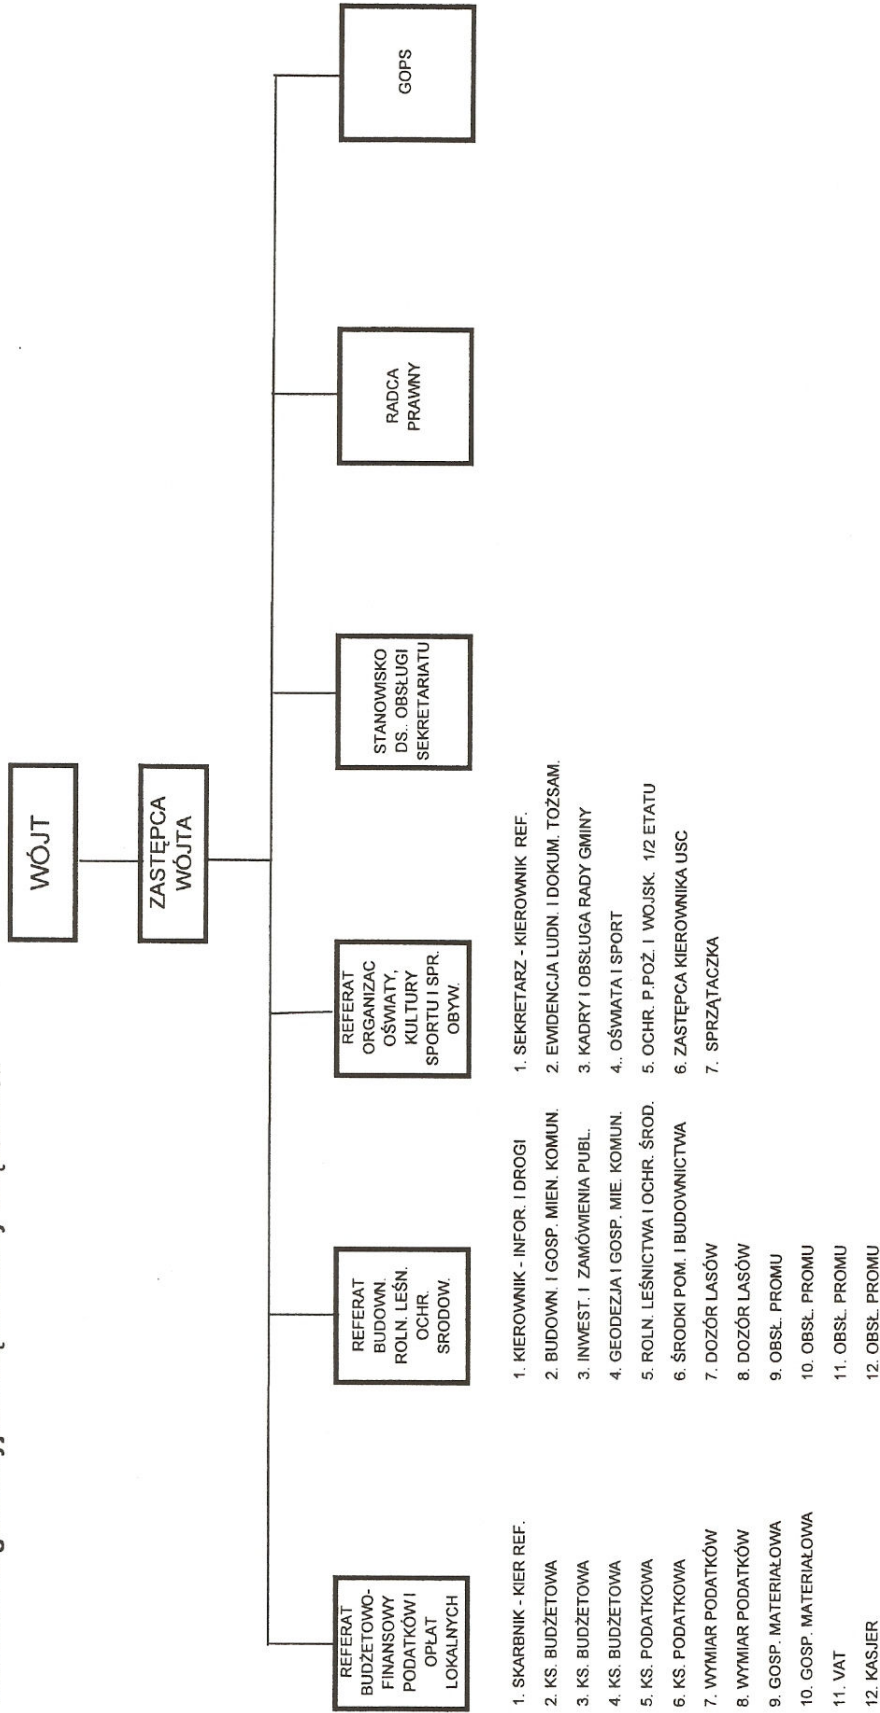 WÓJT
ZASTĘPCA
WÓJTA
REFERAT
BUDŻETOWO-
FINANSOWY
PODATKÓW I
OPŁAT
LOKALNYCH
REFERAT
BUDOWN.
ROLN. LEŚN.
OCHR.
SRODOW.
REFERAT
ORGANIZAC
OŚWIATY,
KULTURY
SPORTU I SPR.
OBYW.
STANOWISKO
DS.. OBSŁUGI
SEKRETARIATU
RADCA
PRAWNY
GOPS
1. SKARBNIK - KIER REF.
2. KS. BUDŻETOWA
3. KS. BUDŻETOWA
4. KS. BUDŻETOWA
5. KS. PODATKOWA
6. KS. PODATKOWA
7. WYMIAR PODATKÓW
8. WYMIAR PODATKÓW
9. GOSP. MATERIAŁOWA
10. GOSP. MATERIAŁOWA
11. VAT
12. KASJER
1. KIEROWNIK - INFOR. I DROGI
2. BUDOWN. I GOSP. MIEN. KOMUN.
3. INWEST. I ZAMÓWIENIA PUBL.
4. GEODEZJA I GOSP. MIE. KOMUN.
5. ROLN. LEŚNICTWA I OCHR. ŚROD.
6. ŚRODKI POM. I BUDOWNICTWA
7. DOZÓR LASÓW
8. DOZÓR LASÓW
9. OBSŁ. PROMU
10. OBSŁ. PROMU
11. OBSŁ. PROMU
12. OBSŁ. PROMU
1. SEKRETARZ - KIEROWNIK REF.
2. EWIDENCJA LUDN. I DOKUM. TOŻSAM.
3. KADRY I OBSŁUGA RADY GMINY
4.. OŚWIATA I SPORT
5. OCHR. P.POŻ. I WOJSK. 1/2 ETATU
6. ZASTĘPCA KIEROWNIKA USC
7. SPRZĄTACZKA